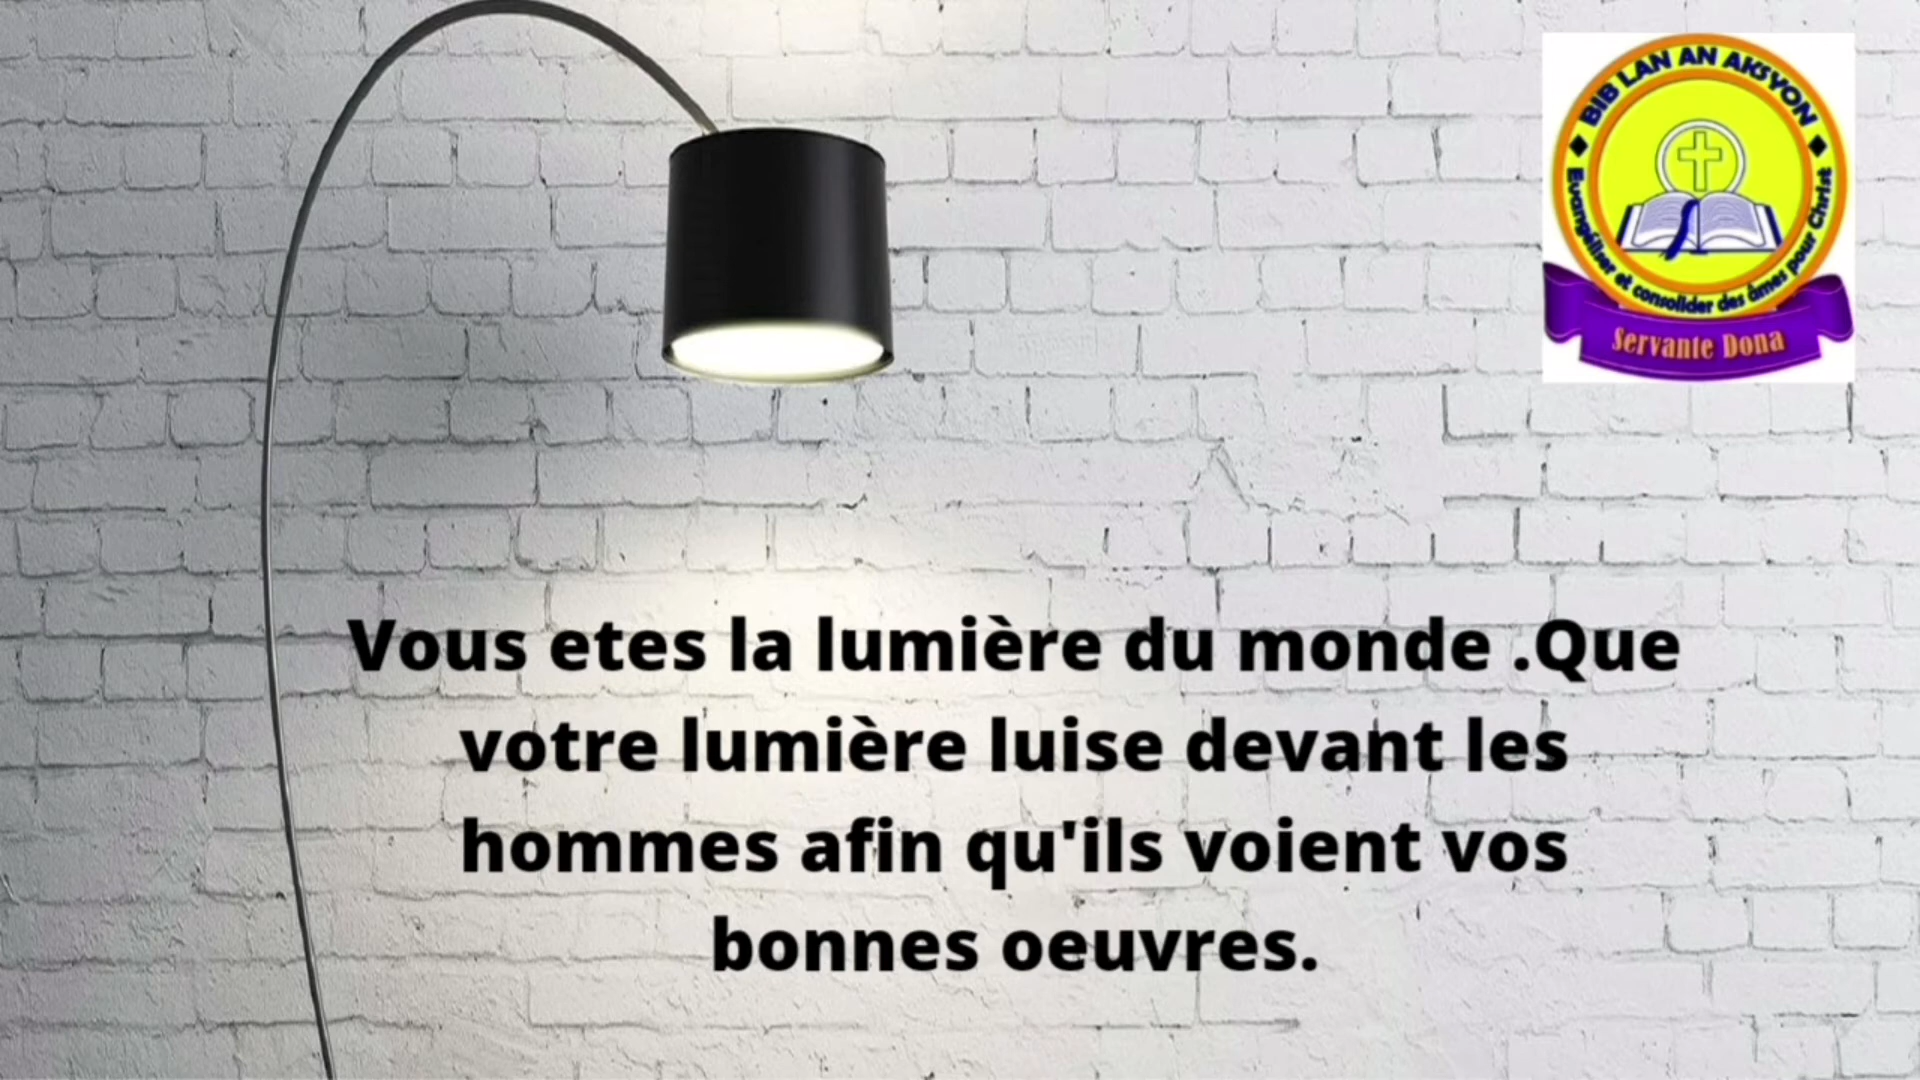 BIB LAN AN AKSYON
Evangéliser et consolider des âmes pour Christ
Servante Dona
Vous etes la lumière du monde .Que
votre lumière luise devant les
hommes afin qu'ils voient vos
bonnes oeuvres.